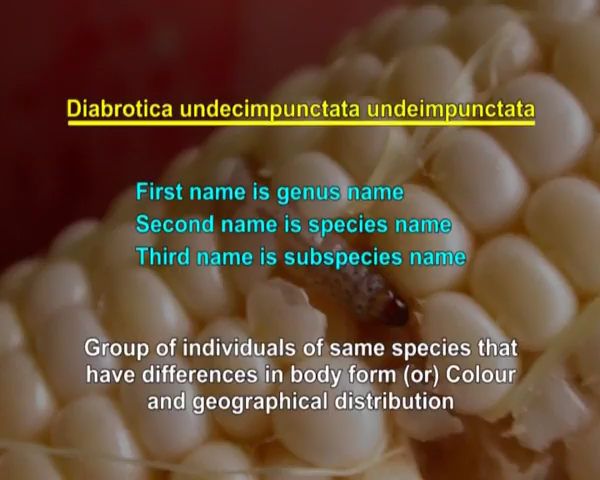 Diabrotica undecimpunctata undeimpunctata
First name is genus name
Second name is species name
Third name is subspecies name
Group of individuals of same species that
have differences in body form (or) Colour
and geographical distribution